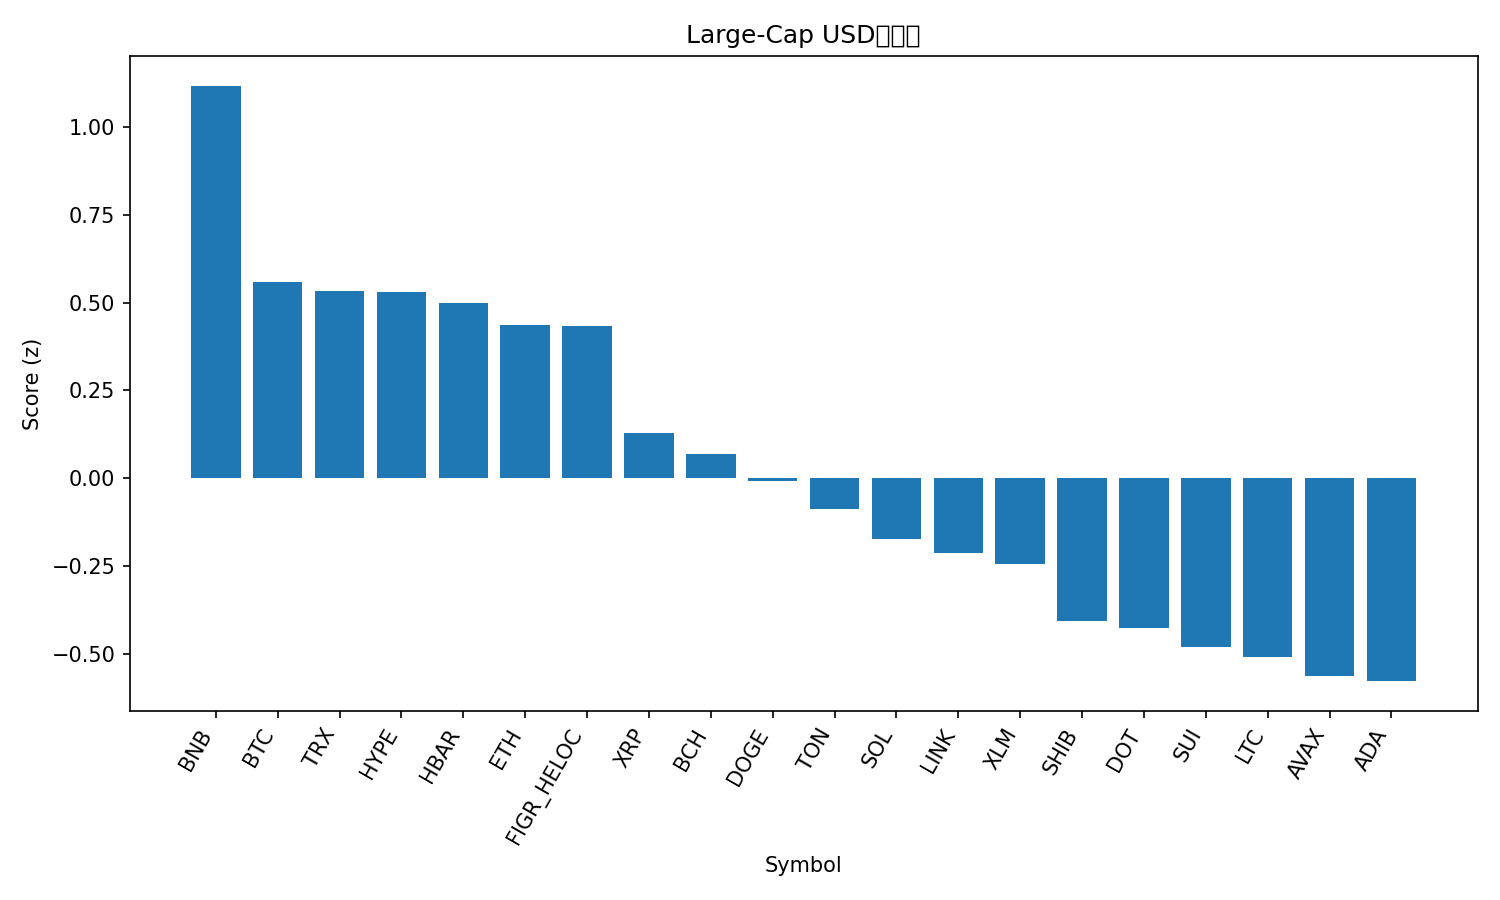 Large-Cap USD
1.00
0.75
0.50
0.25
0.00
−0.25
−0.50
Score (z)
BNB
BTC
TRX
HYPE
HBAR
ETH
FIGR_HELOC
XRP
BCH
DOGE
TON
SOL
LINK
XLM
SHIB
DOT
SUI
LTC
AVAX
ADA
Symbol